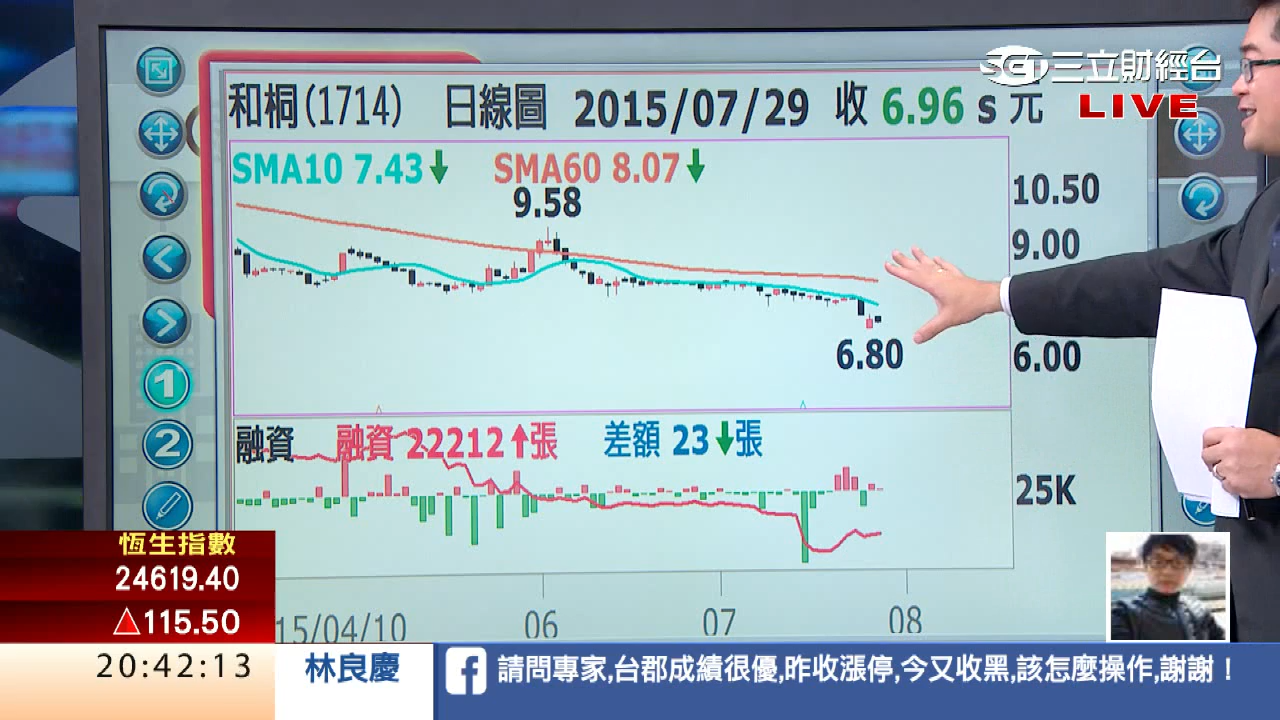 三立財經台
LIVE
和桐(1714) 日線圖 2015/07/29 收 6.96 s 元
SMA10 7.43↓ SMA60 8.07↓
9.58
10.50
9.00
6.80
6.00
融資 融資 22212↑張 差額 23↓張
25K
15/04/10 06 07 08
1
2
恆生指數
24619.40
△115.50
20:42:13
林良慶
請問專家,台郡成績很優,昨收漲停,今又收黑,該怎麼操作,謝謝！